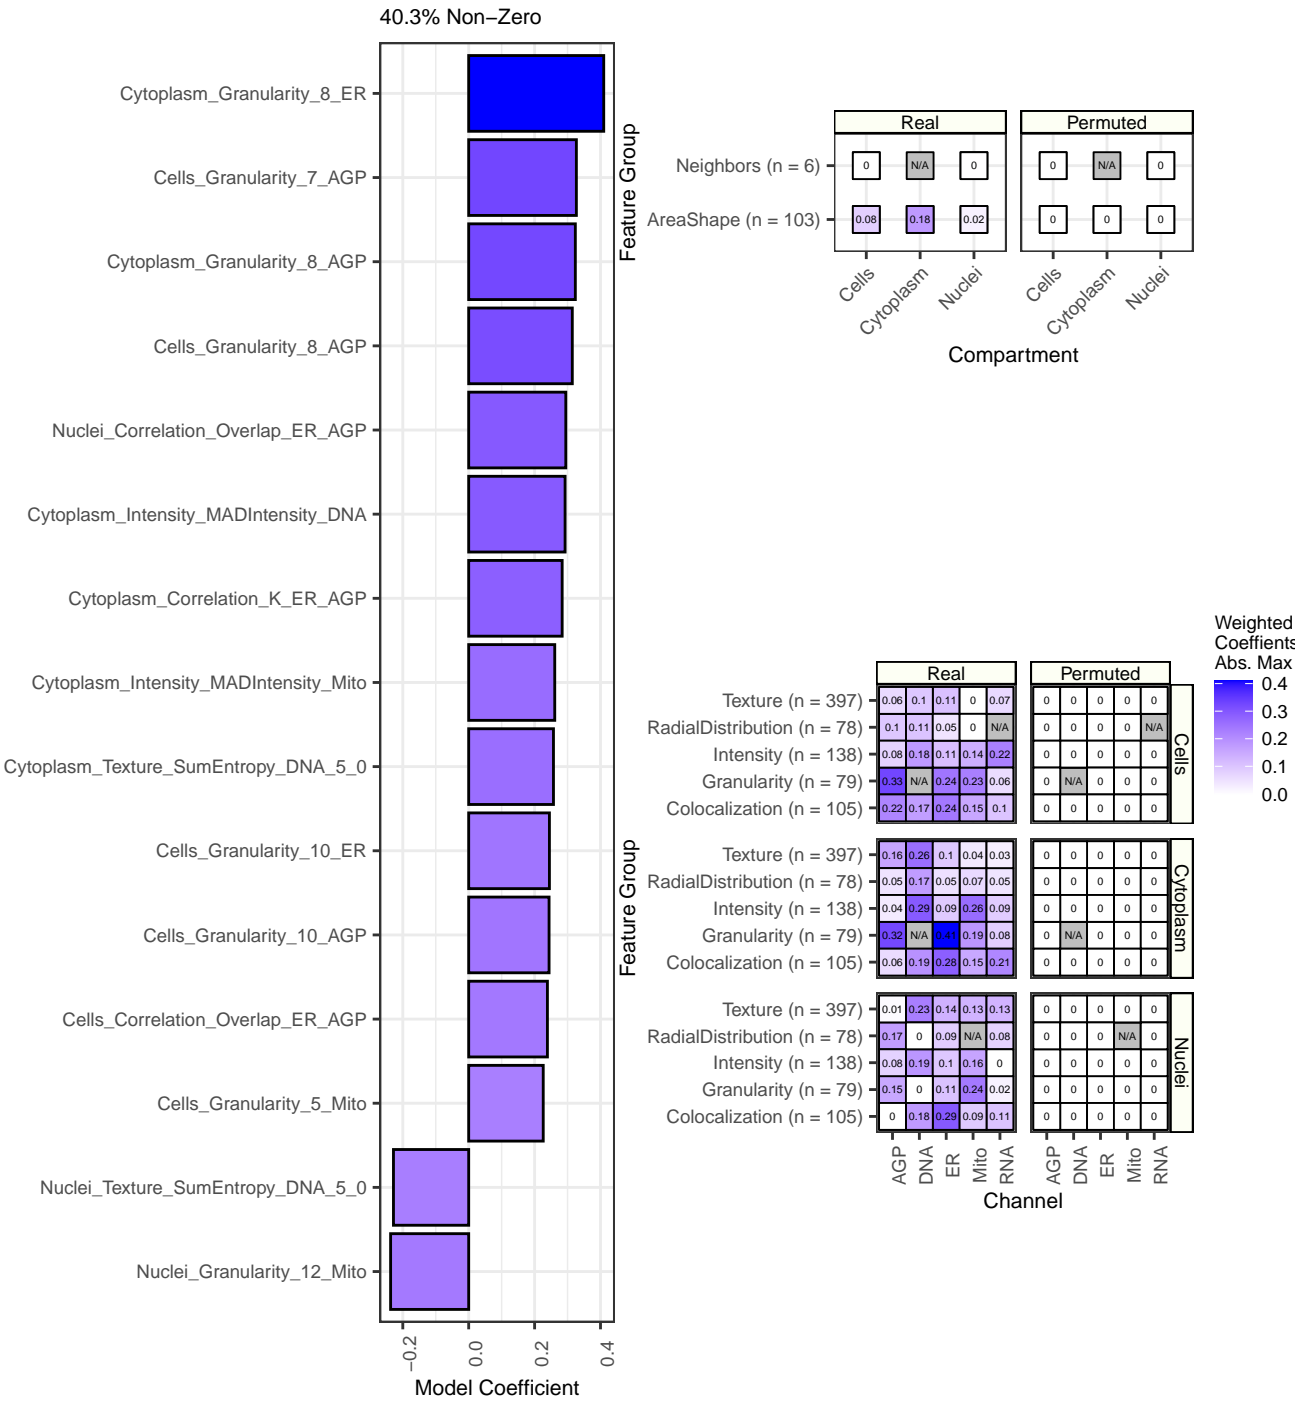 40.3% Non−Zero
Cytoplasm_Granularity_8_ER
Cells_Granularity_7_AGP
Cytoplasm_Granularity_8_AGP
Cells_Granularity_8_AGP
Nuclei_Correlation_Overlap_ER_AGP
Cytoplasm_Intensity_MADIntensity_DNA
Cytoplasm_Correlation_K_ER_AGP
Cytoplasm_Intensity_MADIntensity_Mito
Cytoplasm_Texture_SumEntropy_DNA_5_0
Cells_Granularity_10_ER
Cells_Granularity_10_AGP
Cells_Correlation_Overlap_ER_AGP
Cells_Granularity_5_Mito
Nuclei_Texture_SumEntropy_DNA_5_0
Nuclei_Granularity_12_Mito
−0.2 0.0 0.2 0.4
Model Coefficient
Feature Group
Real Permuted
Neighbors (n = 6) 0 N/A 0 0 N/A 0
AreaShape (n = 103) 0.08 0.18 0.02 0 0 0
Cells Cytoplasm Nuclei Cells Cytoplasm Nuclei
Compartment
Feature Group
Real Permuted
Texture (n = 397) 0.06 0.1 0.11 0 0.07 0 0 0 0 0
RadialDistribution (n = 78) 0.1 0.11 0.05 0 N/A 0 0 0 0 N/A
Intensity (n = 138) 0.08 0.18 0.11 0.14 0.22 0 0 0 0 0
Granularity (n = 79) 0.33 N/A 0.24 0.23 0.06 0 N/A 0 0 0
Colocalization (n = 105) 0.22 0.17 0.24 0.15 0.1 0 0 0 0 0
Cells
Texture (n = 397) 0.16 0.26 0.1 0.04 0.03 0 0 0 0 0
RadialDistribution (n = 78) 0.05 0.17 0.05 0.07 0.05 0 0 0 0 0
Intensity (n = 138) 0.04 0.29 0.09 0.26 0.09 0 0 0 0 0
Granularity (n = 79) 0.32 N/A 0.41 0.19 0.08 0 N/A 0 0 0
Colocalization (n = 105) 0.06 0.19 0.28 0.15 0.21 0 0 0 0 0
Cytoplasm
Texture (n = 397) 0.01 0.23 0.14 0.13 0.13 0 0 0 0 0
RadialDistribution (n = 78) 0.17 0 0.09 N/A 0.08 0 0 0 N/A 0
Intensity (n = 138) 0.08 0.19 0.1 0.16 0 0 0 0 0 0
Granularity (n = 79) 0.15 0 0.11 0.24 0.02 0 0 0 0 0
Colocalization (n = 105) 0 0.18 0.29 0.09 0.11 0 0 0 0 0
Nuclei
AGP DNA ER Mito RNA AGP DNA ER Mito RNA
Channel
Weighted
Coeffients
Abs. Max
0.4
0.3
0.2
0.1
0.0